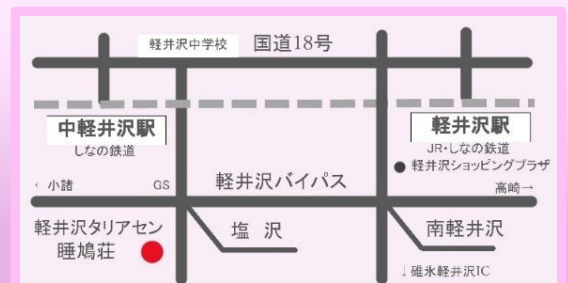 軽井沢中学校
国道18号
中軽井沢駅
しなの鉄道
軽井沢駅
JR・しなの鉄道
● 軽井沢ショッピングプラザ
← 小諸
GS
軽井沢バイパス
高崎→
軽井沢タリアセン
睡鳩荘
塩 沢
南軽井沢
↓碓氷軽井沢IC